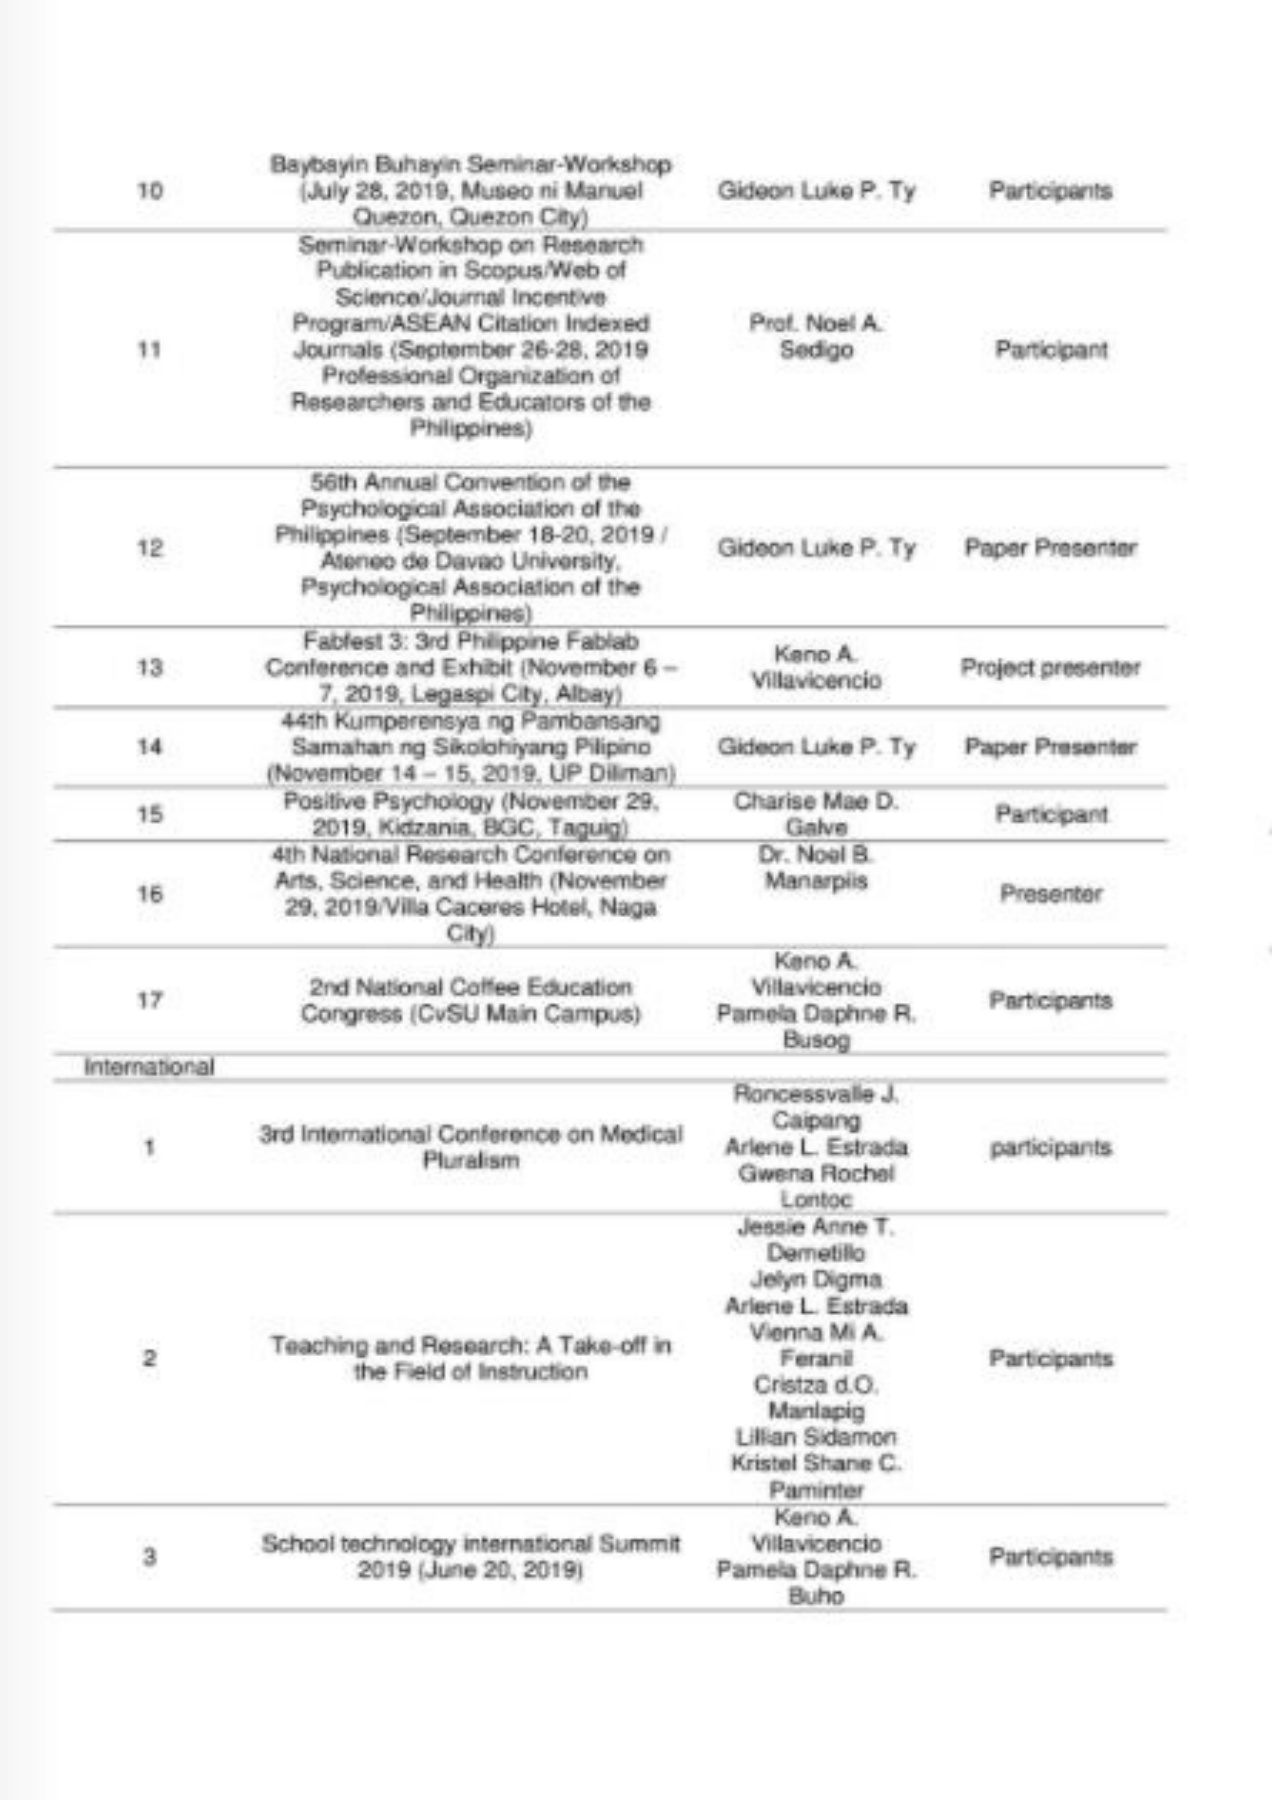 10
Baybayin Buhayin Seminar-Workshop
(July 28, 2019, Museo ni Manuel
Quezon, Quezon City)
Gideon Luke P. Ty
Participants
11
Seminar-Workshop on Research
Publication in Scopus/Web of
Science/Journal Incentive
Program/ASEAN Citation Indexed
Journals (September 26-28, 2019
Professional Organization of
Researchers and Educators of the
Philippines)
Prof. Noel A.
Sedigo
Participant
12
56th Annual Convention of the
Psychological Association of the
Philippines (September 18-20, 2019 /
Ateneo de Davao University,
Psychological Association of the
Philippines)
Gideon Luke P. Ty
Paper Presenter
13
Fabfest 3: 3rd Philippine Fablab
Conference and Exhibit (November 6 –
7, 2019, Legaspi City, Albay)
Keno A.
Villavicencio
Project presenter
14
44th Kumperensya ng Pambansang
Samahan ng Sikolohiyang Pilipino
(November 14 – 15, 2019, UP Diliman)
Gideon Luke P. Ty
Paper Presenter
15
Positive Psychology (November 29,
2019, Kidzania, BGC, Taguig)
Charise Mae D.
Galve
Participant
16
4th National Research Conference on
Arts, Science, and Health (November
29, 2019/Villa Caceres Hotel, Naga
City)
Dr. Noel B.
Manarpiis
Presenter
17
2nd National Coffee Education
Congress (CvSU Main Campus)
Keno A.
Villavicencio
Pamela Daphne R.
Busog
Participants
International
1
3rd International Conference on Medical
Pluralism
Roncessvalle J.
Caipang
Arlene L. Estrada
Gwena Rochel
Lontoc
participants
2
Teaching and Research: A Take-off in
the Field of Instruction
Jessie Anne T.
Demetillo
Jelyn Digma
Arlene L. Estrada
Vienna Mi A.
Feranil
Cristza d.O.
Manlapig
Lillian Sidamon
Kristel Shane C.
Paminter
Participants
3
School technology international Summit
2019 (June 20, 2019)
Keno A.
Villavicencio
Pamela Daphne R.
Buho
Participants